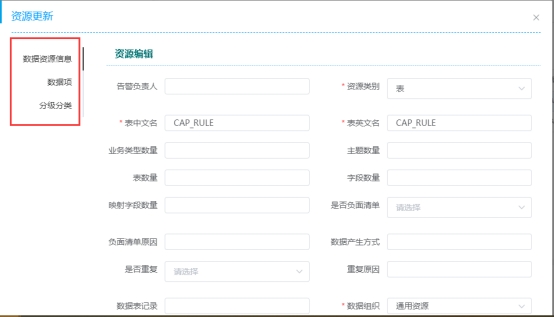 资源更新 ×
数据资源信息
数据项
分级分类
资源编辑
告警负责人 * 资源类别 表
* 表中文名 CAP_RULE * 表英文名 CAP_RULE
业务类型数量 主题数量
表数量 字段数量
映射字段数量 是否负面清单 请选择
负面清单原因 数据产生方式
是否重复 请选择 重复原因
数据表记录 * 数据组织 通用资源